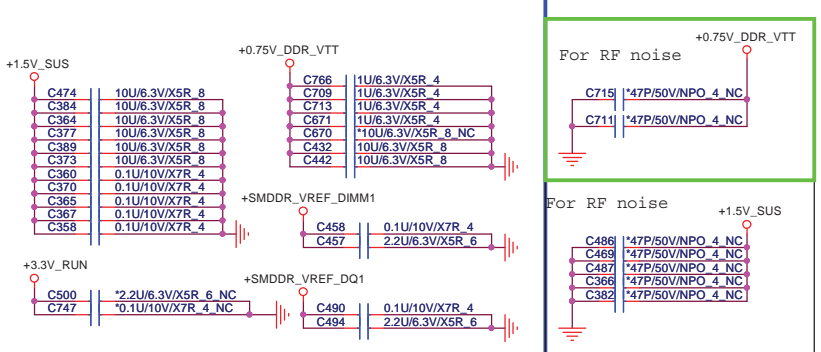 +1.5V_SUS
C474 10U/6.3V/X5R_8
C384 10U/6.3V/X5R_8
C364 10U/6.3V/X5R_8
C377 10U/6.3V/X5R_8
C389 10U/6.3V/X5R_8
C373 10U/6.3V/X5R_8
C360 0.1U/10V/X7R_4
C370 0.1U/10V/X7R_4
C365 0.1U/10V/X7R_4
C367 0.1U/10V/X7R_4
C358 0.1U/10V/X7R_4
+3.3V_RUN
C500 *2.2U/6.3V/X5R_6_NC
C747 *0.1U/10V/X7R_4_NC
+0.75V_DDR_VTT
C766 1U/6.3V/X5R_4
C709 1U/6.3V/X5R_4
C713 1U/6.3V/X5R_4
C671 1U/6.3V/X5R_4
C670 *10U/6.3V/X5R_8_NC
C432 10U/6.3V/X5R_8
C442 10U/6.3V/X5R_8
+SMDDR_VREF_DIMM1
C458 0.1U/10V/X7R_4
C457 2.2U/6.3V/X5R_6
+SMDDR_VREF_DQ1
C490 0.1U/10V/X7R_4
C494 2.2U/6.3V/X5R_6
For RF noise
+0.75V_DDR_VTT
C715 *47P/50V/NPO_4_NC
C711 *47P/50V/NPO_4_NC
For RF noise
+1.5V_SUS
C486 *47P/50V/NPO_4_NC
C469 *47P/50V/NPO_4_NC
C487 *47P/50V/NPO_4_NC
C366 *47P/50V/NPO_4_NC
C382 *47P/50V/NPO_4_NC